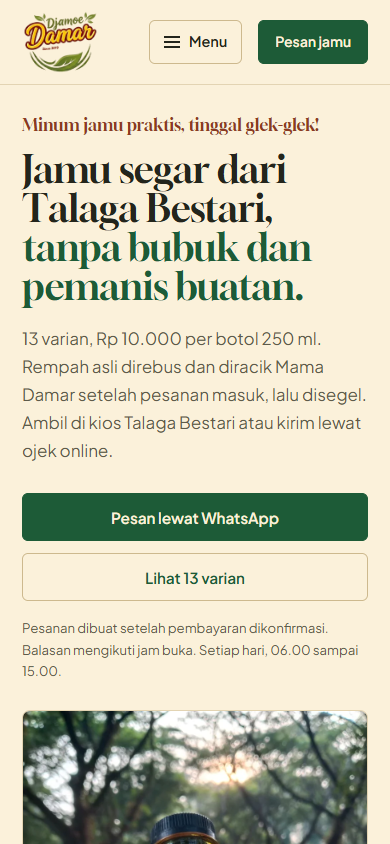 Djamoe
Damar
Menu
Pesan jamu
Minum jamu praktis, tinggal glek-glek!
Jamu segar dari
Talaga Bestari,
tanpa bubuk dan
pemanis buatan.
13 varian, Rp 10.000 per botol 250 ml.
Rempah asli direbus dan diracik Mama
Damar setelah pesanan masuk, lalu disegel.
Ambil di kios Talaga Bestari atau kirim lewat
ojek online.
Pesan lewat WhatsApp
Lihat 13 varian
Pesanan dibuat setelah pembayaran dikonfirmasi.
Balasan mengikuti jam buka. Setiap hari, 06.00 sampai
15.00.